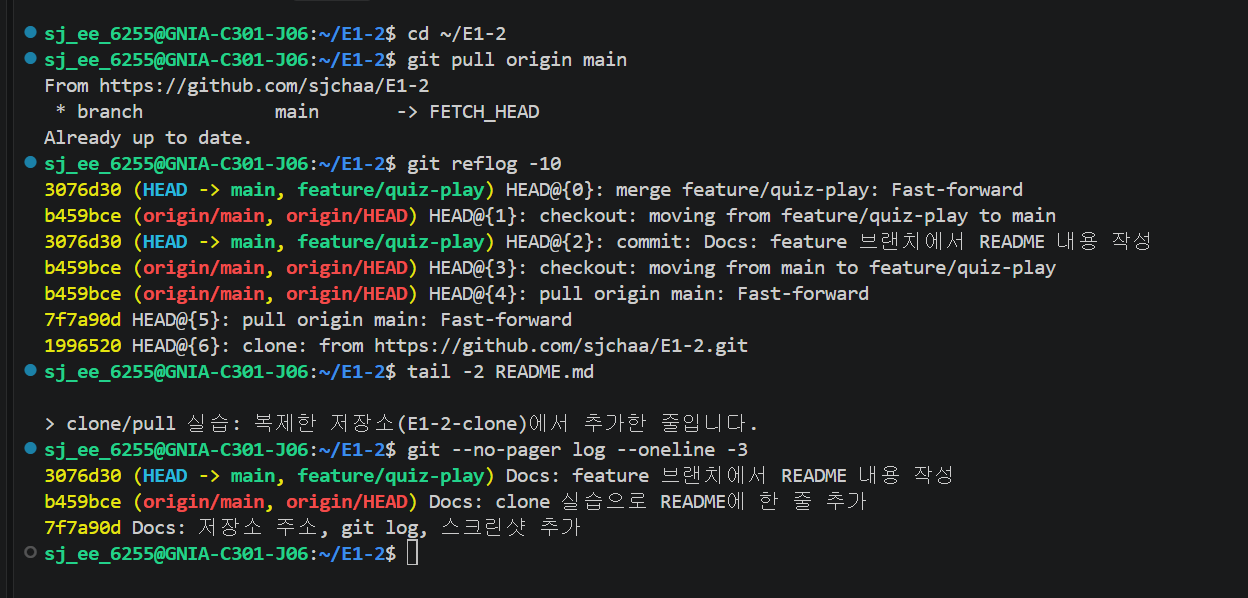 sj_ee_6255@GNIA-C301-J06:~/E1-2$ cd ~/E1-2
sj_ee_6255@GNIA-C301-J06:~/E1-2$ git pull origin main
From https://github.com/sjchaa/E1-2
 * branch            main       -> FETCH_HEAD
Already up to date.
sj_ee_6255@GNIA-C301-J06:~/E1-2$ git reflog -10
3076d30 (HEAD -> main, feature/quiz-play) HEAD@{0}: merge feature/quiz-play: Fast-forward
b459bce (origin/main, origin/HEAD) HEAD@{1}: checkout: moving from feature/quiz-play to main
3076d30 (HEAD -> main, feature/quiz-play) HEAD@{2}: commit: Docs: feature 브랜치에서 README 내용 작성
b459bce (origin/main, origin/HEAD) HEAD@{3}: checkout: moving from main to feature/quiz-play
b459bce (origin/main, origin/HEAD) HEAD@{4}: pull origin main: Fast-forward
7f7a90d HEAD@{5}: pull origin main: Fast-forward
1996520 HEAD@{6}: clone: from https://github.com/sjchaa/E1-2.git
sj_ee_6255@GNIA-C301-J06:~/E1-2$ tail -2 README.md

> clone/pull 실습: 복제한 저장소(E1-2-clone)에서 추가한 줄입니다.
sj_ee_6255@GNIA-C301-J06:~/E1-2$ git --no-pager log --oneline -3
3076d30 (HEAD -> main, feature/quiz-play) Docs: feature 브랜치에서 README 내용 작성
b459bce (origin/main, origin/HEAD) Docs: clone 실습으로 README에 한 줄 추가
7f7a90d Docs: 저장소 주소, git log, 스크린샷 추가
sj_ee_6255@GNIA-C301-J06:~/E1-2$